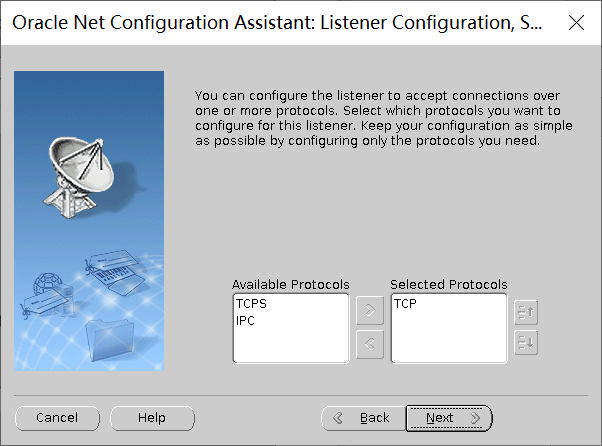 Oracle Net Configuration Assistant: Listener Configuration, S...
You can configure the listener to accept connections over
one or more protocols. Select which protocols you want to
configure for this listener. Keep your configuration as simple
as possible by configuring only the protocols you need.
Available Protocols
Selected Protocols
TCPS
TCP
IPC
Cancel
Help
Back
Next